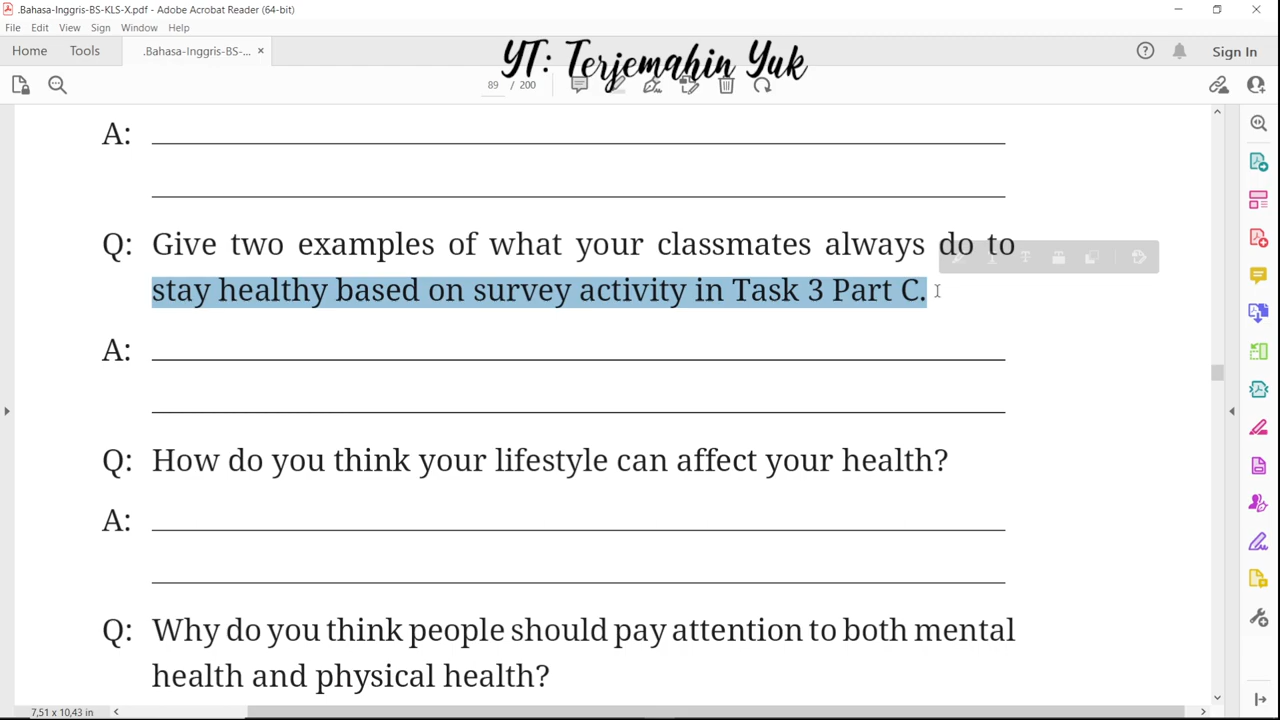 .Bahasa-Inggris-BS-KLS-X.pdf - Adobe Acrobat Reader (64-bit)
File Edit View Sign Window Help
Home Tools .Bahasa-Inggris-BS-... × Sign In
YT: Terjemahin Yuk
89 / 200
A:
Q: Give two examples of what your classmates always do to
stay healthy based on survey activity in Task 3 Part C.
A:
Q: How do you think your lifestyle can affect your health?
A:
Q: Why do you think people should pay attention to both mental
health and physical health?
7,51 x 10,43 in